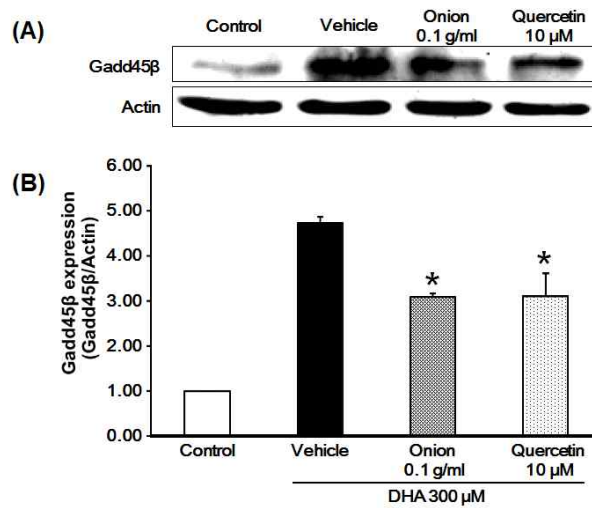 (A)
Control Vehicle Onion 0.1 g/ml Quercetin 10 µM
Gadd45β
Actin
(B)
Gadd45β expression
(Gadd45β/Actin)
6.00
5.00
4.00
3.00
2.00
1.00
0.00
* *
Control Vehicle Onion 0.1 g/ml Quercetin 10 µM
DHA 300 µM